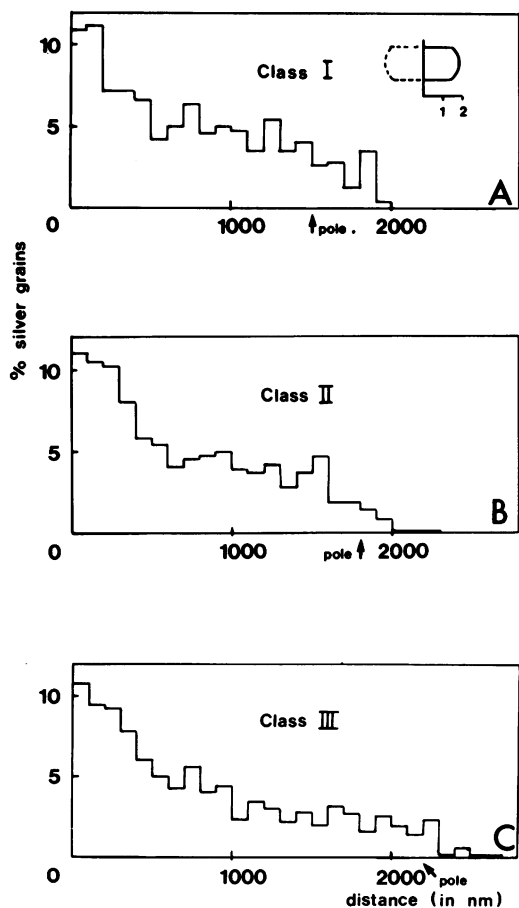 % silver grains
10
5
0
Class I
1 2
1000
2000
pole .
A
10
5
0
Class II
1000
2000
pole
B
10
5
0
Class III
1000
2000
pole
C
distance (in nm)